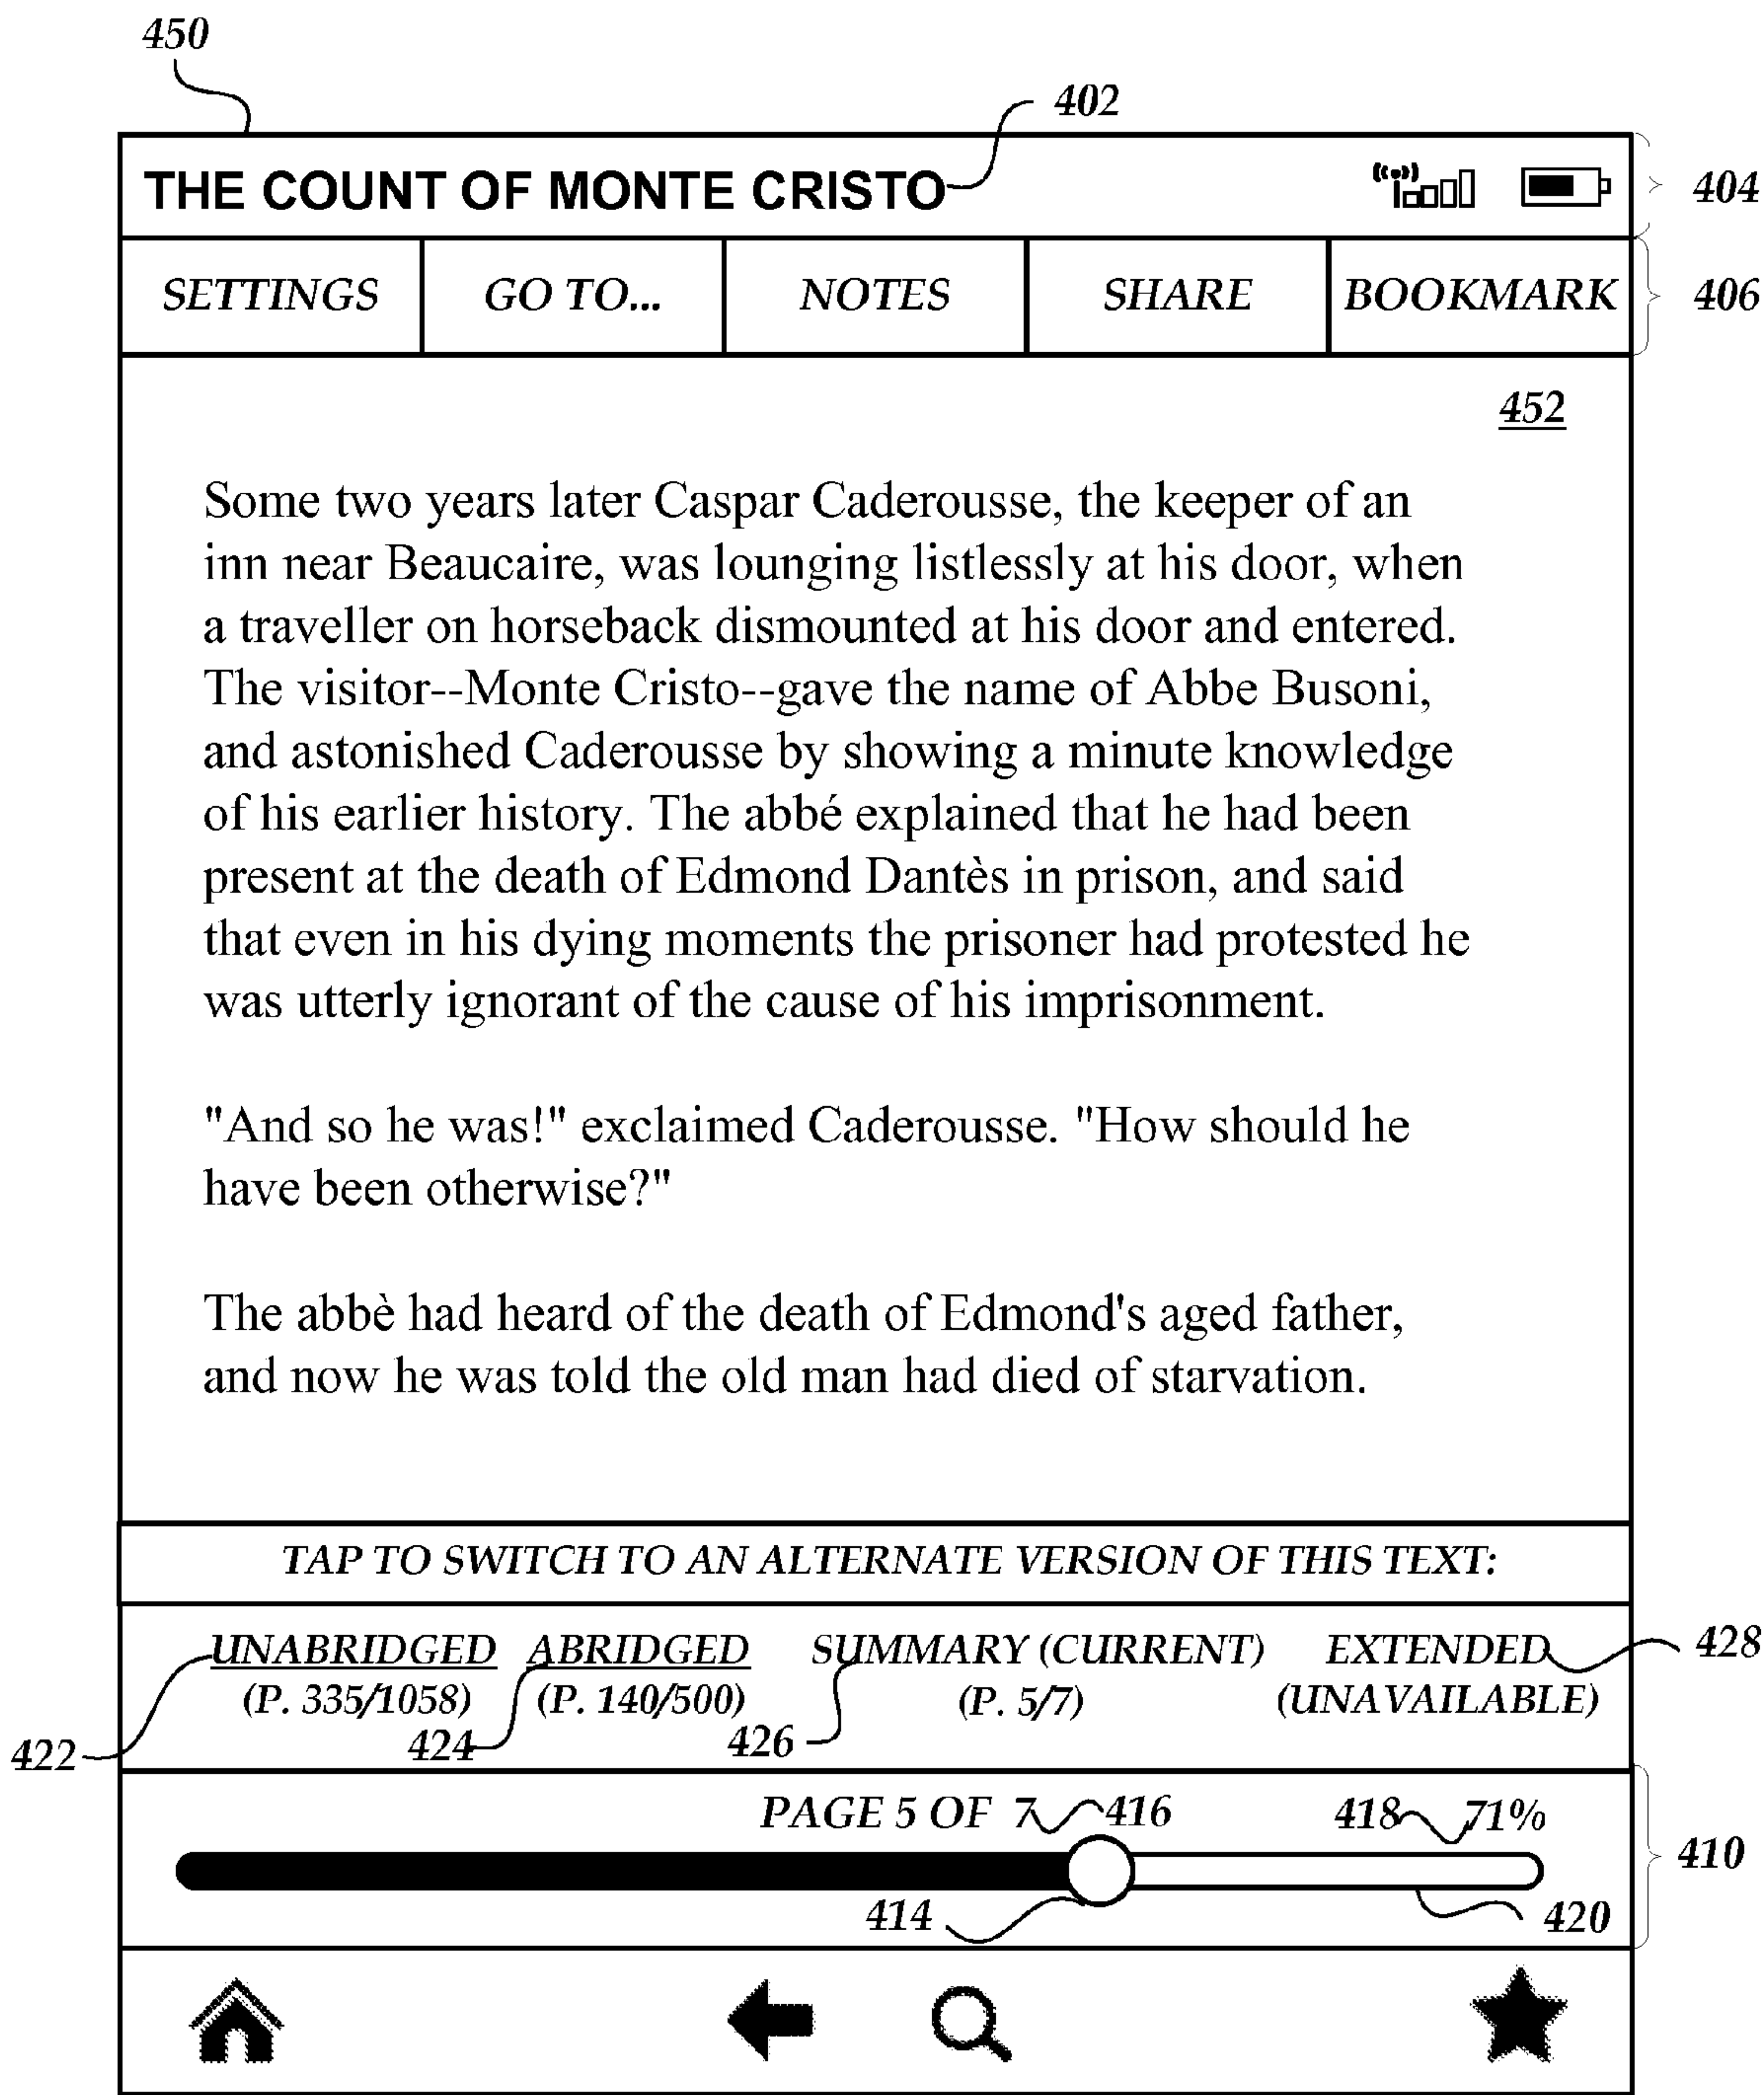 450
402
THE COUNT OF MONTE CRISTO
404
SETTINGS GO TO... NOTES SHARE BOOKMARK
406
452
Some two years later Caspar Caderousse, the keeper of an
inn near Beaucaire, was lounging listlessly at his door, when
a traveller on horseback dismounted at his door and entered.
The visitor--Monte Cristo--gave the name of Abbe Busoni,
and astonished Caderousse by showing a minute knowledge
of his earlier history. The abbé explained that he had been
present at the death of Edmond Dantès in prison, and said
that even in his dying moments the prisoner had protested he
was utterly ignorant of the cause of his imprisonment.
"And so he was!" exclaimed Caderousse. "How should he
have been otherwise?"
The abbè had heard of the death of Edmond's aged father,
and now he was told the old man had died of starvation.
TAP TO SWITCH TO AN ALTERNATE VERSION OF THIS TEXT:
UNABRIDGED ABRIDGED SUMMARY (CURRENT) EXTENDED 428
(P. 335/1058) (P. 140/500) (P. 5/7) (UNAVAILABLE)
422 424 426
PAGE 5 OF 7 416 418 71%
410
414 420